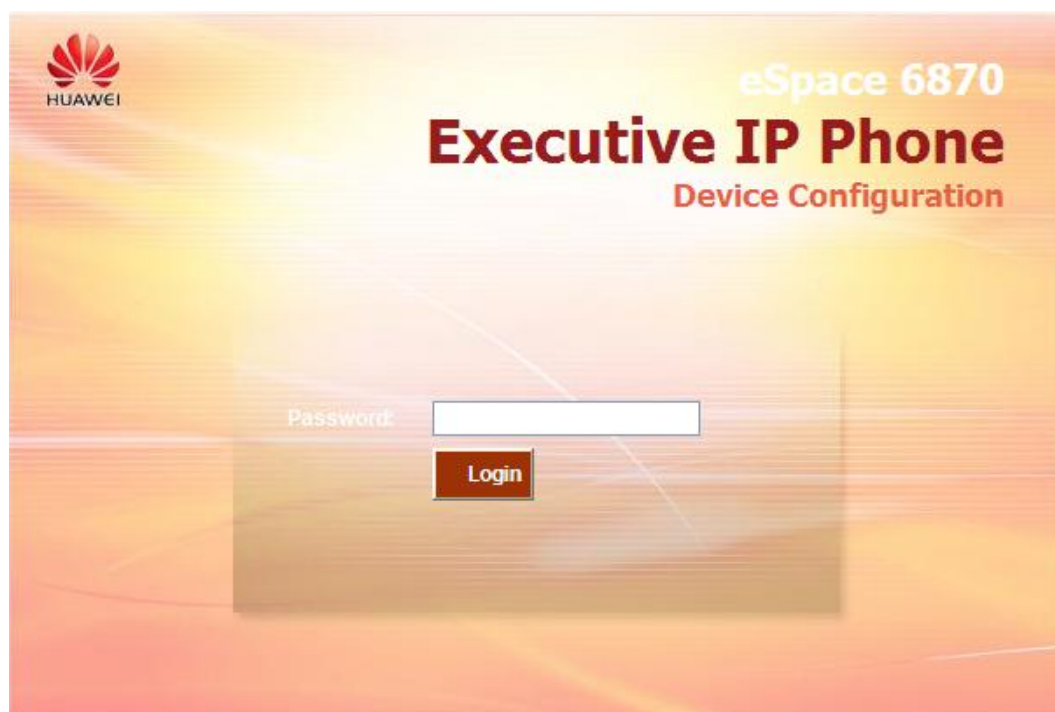 HUAWEI
eSpace 6870
Executive IP Phone
Device Configuration
Password:
Login